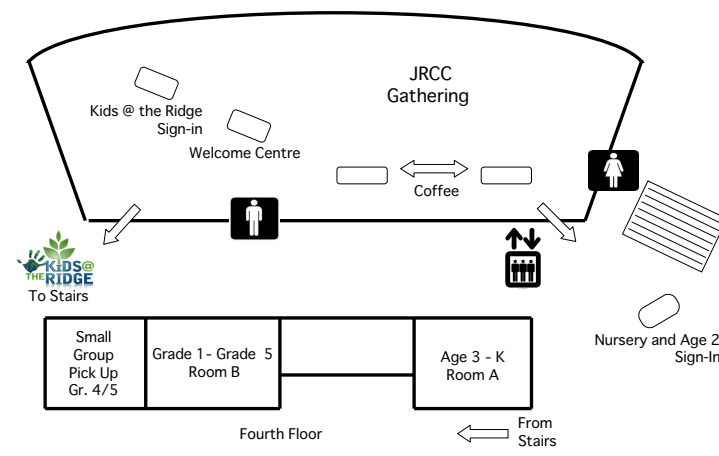 JRCC
Gathering
Kids @ the Ridge
Sign-in
Welcome Centre
Coffee
KIDS@
THE RIDGE
To Stairs
Nursery and Age 2
Sign-In
Small
Group
Pick Up
Gr. 4/5
Grade 1 - Grade 5
Room B
Age 3 - K
Room A
Fourth Floor
From
Stairs